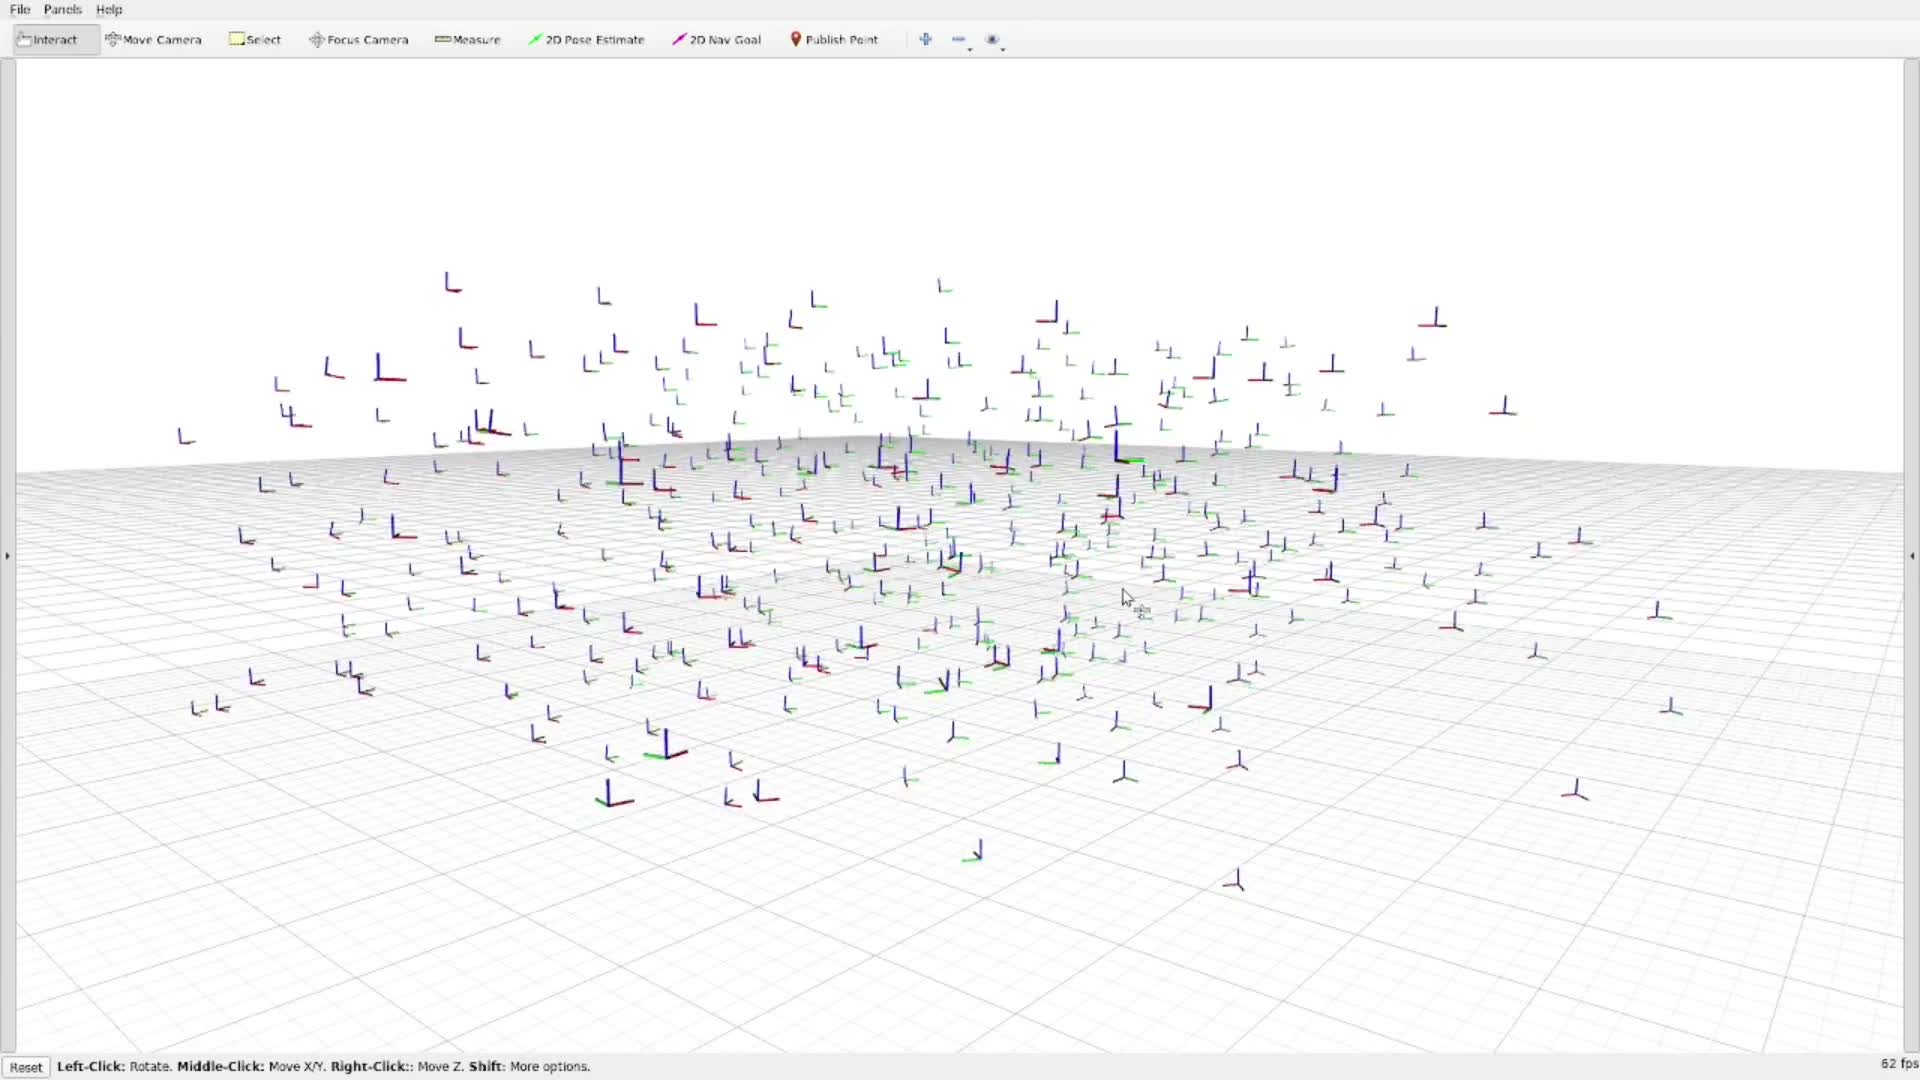 File Panels Help
Interact Move Camera Select Focus Camera Measure 2D Pose Estimate 2D Nav Goal Publish Point
Reset Left-Click: Rotate. Middle-Click: Move X/Y. Right-Click:: Move Z. Shift: More options. 62 fps